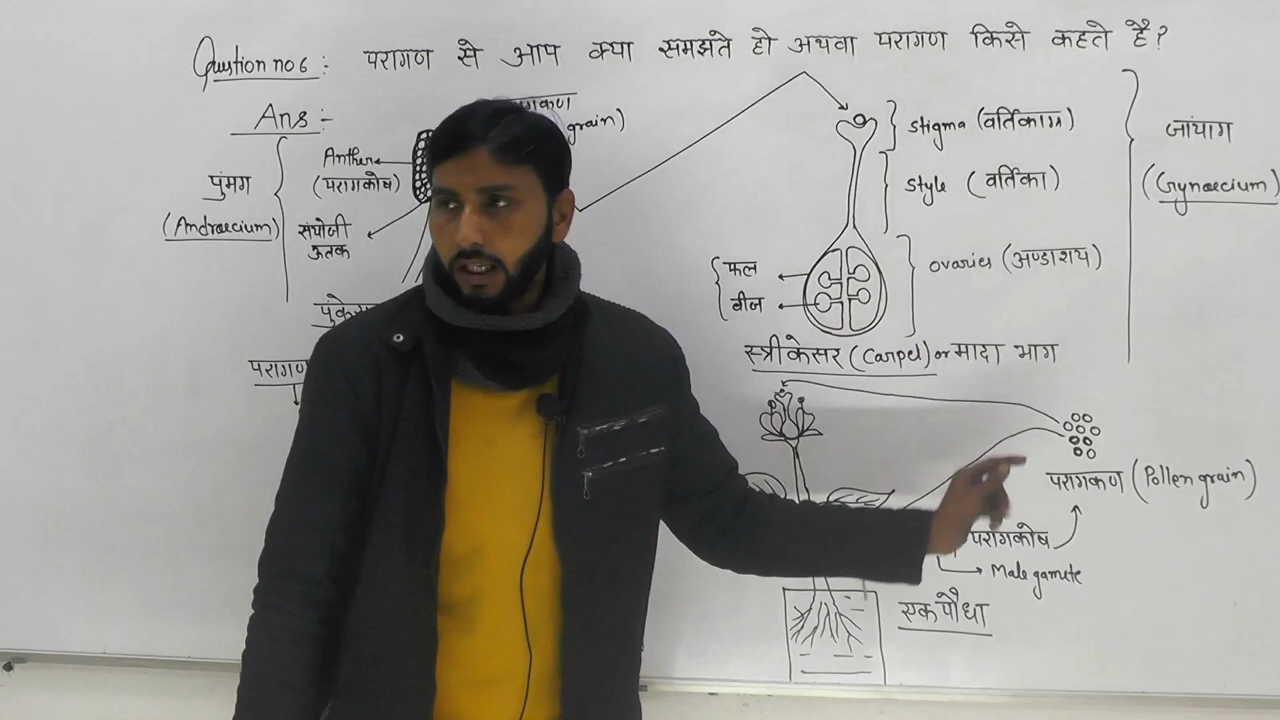 Question no 6 :- परागण से आप क्या समझते हो अथवा परागण किसे कहते है?
Ans :-
grain)
Anther
(परागकोष)
पुंमग
(Andraecium)
संयोजी
ऊतक
परागण
Stigma (वर्तिकाग्र)
Style (वर्तिका)
ovaries (अण्डाशय)
जांयाग
(Gynaecium)
फल
बीज
स्त्रीकेसर (Carpel) or मादा भाग
परागकण (Pollen grain)
परागकोष
Male gamete
एक पौधा